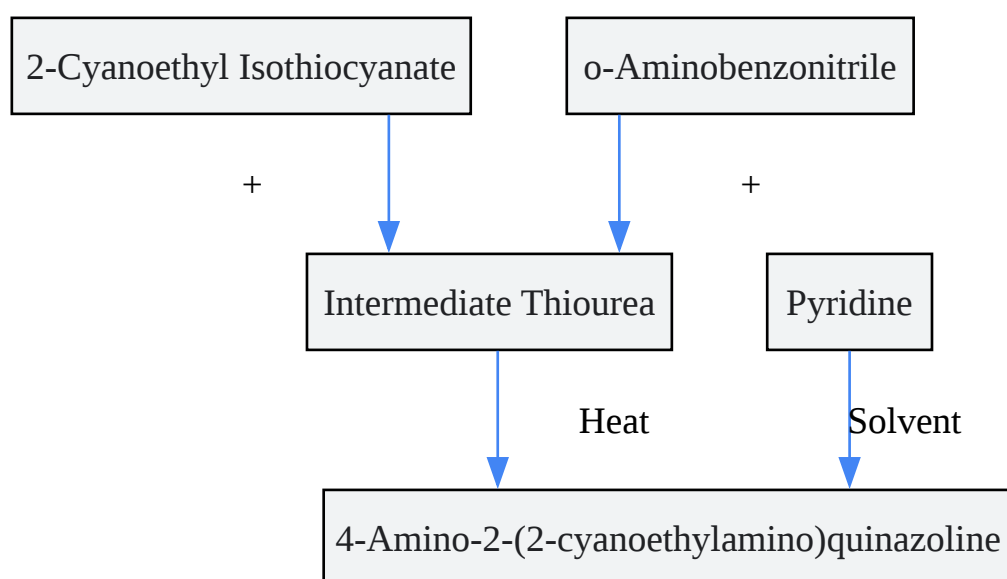 2-Cyanoethyl Isothiocyanate
o-Aminobenzonitrile
+
+
Intermediate Thiourea
Pyridine
Heat
Solvent
4-Amino-2-(2-cyanoethylamino)quinazoline